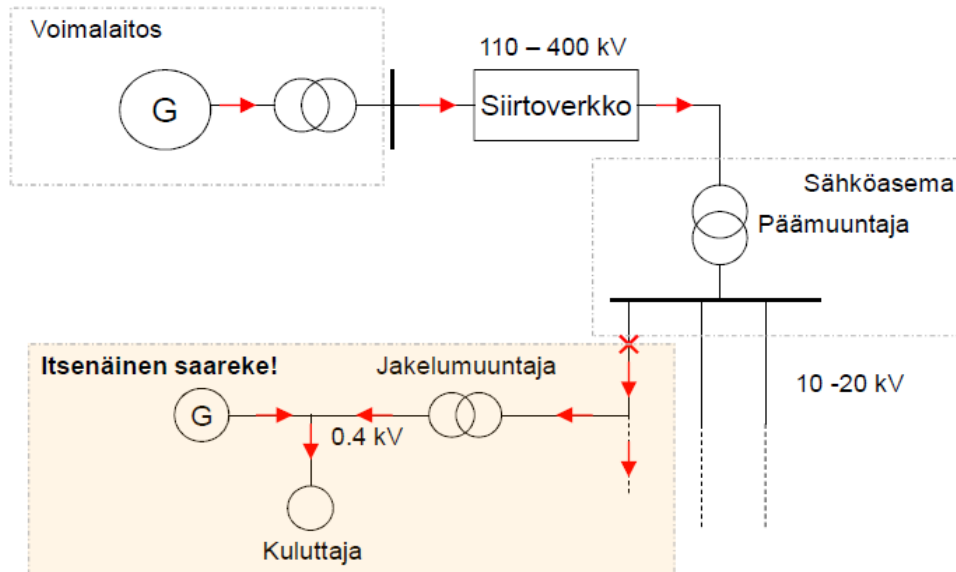 Voimalaitos
G
110 – 400 kV
Siirtoverkko
Sähköasema
Päämuuntaja
10 -20 kV
Itsenäinen saareke!
Jakelumuuntaja
G
0.4 kV
Kuluttaja